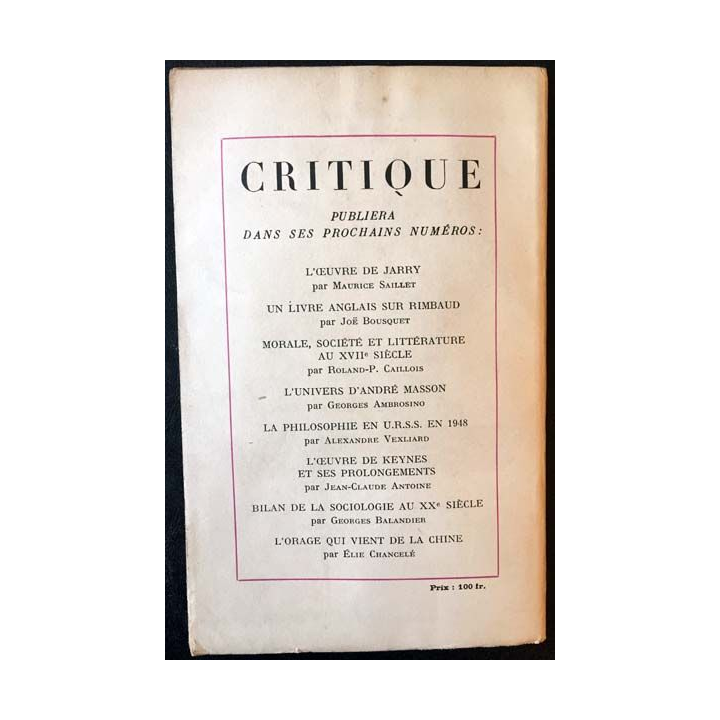 CRITIQUE
PUBLIERA
DANS SES PROCHAINS NUMÉROS :
L'ŒUVRE DE JARRY
par Maurice Saillet
UN LIVRE ANGLAIS SUR RIMBAUD
par Joë Bousquet
MORALE, SOCIÉTÉ ET LITTÉRATURE
AU XVIIe SIÈCLE
par Roland-P. Caillois
L'UNIVERS D'ANDRÉ MASSON
par Georges Ambrosino
LA PHILOSOPHIE EN U.R.S.S. EN 1948
par Alexandre Vexliard
L'ŒUVRE DE KEYNES
ET SES PROLONGEMENTS
par Jean-Claude Antoine
BILAN DE LA SOCIOLOGIE AU XXe SIÈCLE
par Georges Balandier
L'ORAGE QUI VIENT DE LA CHINE
par Élie Chancelé
Prix : 100 fr.